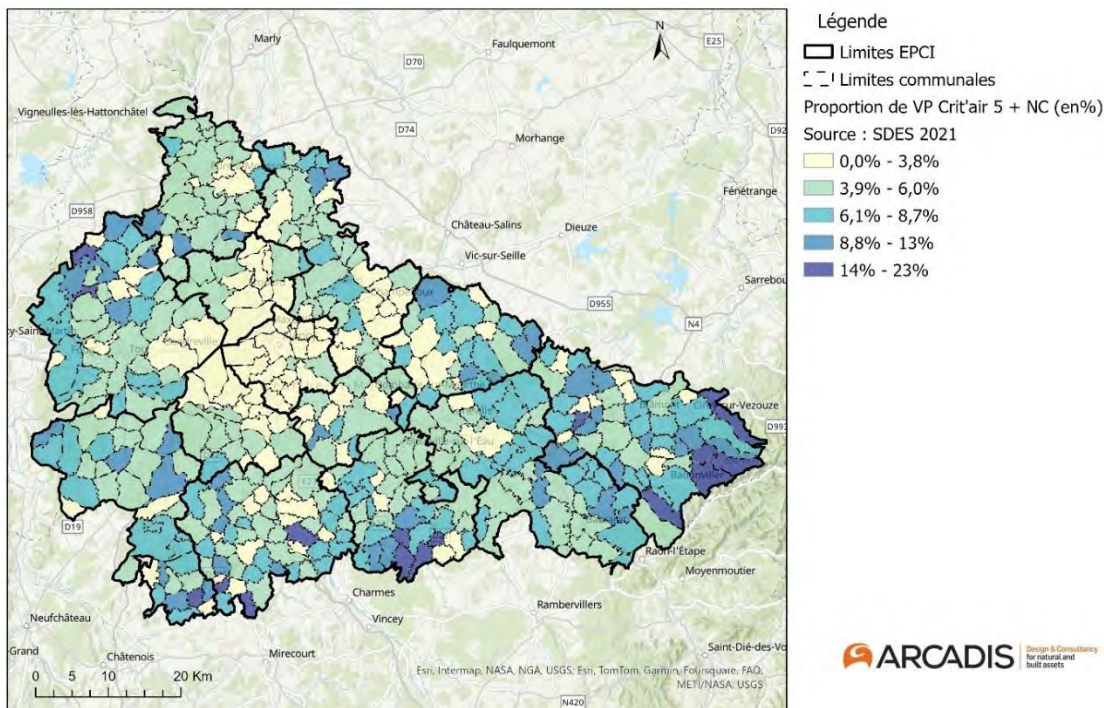 Marly
Faulquemont
N
E25
D70
Vigneulles-lès-Hattonchâtel
D74
Morhange
D92
Fénétrange
D958
Château-Salins
Dieuze
Vic-sur-Seille
Sarrebou
D955
N4
D993
D19
Raon-l'Étape
Moyenmoutier
Charmes
Rambervillers
Vincey
Neufchâteau
Grand
Châtenois
Mirecourt
Saint-Dié-des-Vo
0 5 10 20 Km
Esri, Intermap, NASA, NGA, USGS; Esri, TomTom, Garmin, Foursquare, FAO,
METI/NASA, USGS
N420
Légende
Limites EPCI
Limites communales
Proportion de VP Crit'air 5 + NC (en%)
Source : SDES 2021
0,0% - 3,8%
3,9% - 6,0%
6,1% - 8,7%
8,8% - 13%
14% - 23%
ARCADIS
Design & Consultancy
for natural and
built assets